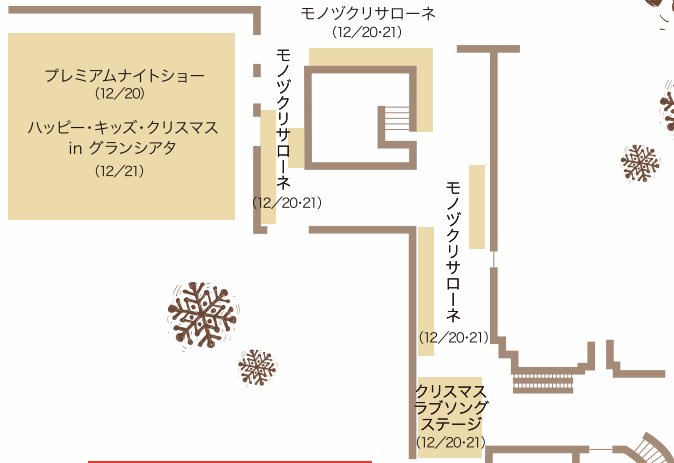 モノヅクリサローネ
(12/20・21)
プレミアムナイトショー
(12/20)
ハッピー・キッズ・クリスマス
in グランシアタ
(12/21)
モノヅクリサローネ
(12/20・21)
モノヅクリサローネ
(12/20・21)
クリスマス
ラブソング
ステージ
(12/20・21)